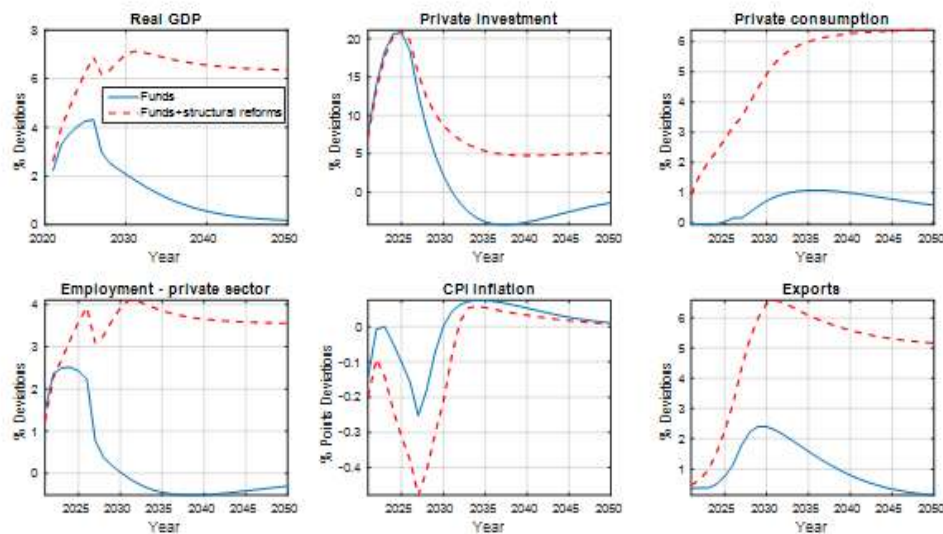 Real GDP
8
6
4
2
0
% Deviations
Funds
Funds+structural reforms
2020 2030 2040 2050
Year
Private Investment
20
15
10
5
0
% Deviations
2025 2030 2035 2040 2045 2050
Year
Private consumption
6
5
4
3
2
1
0
% Deviations
2025 2030 2035 2040 2045 2050
Year
Employment - private sector
4
3
2
1
0
% Deviations
2025 2030 2035 2040 2045 2050
Year
CPI Inflation
0
-0.1
-0.2
-0.3
-0.4
% Points Deviations
2025 2030 2035 2040 2045 2050
Year
Exports
6
5
4
3
2
1
% Deviations
2025 2030 2035 2040 2045 2050
Year